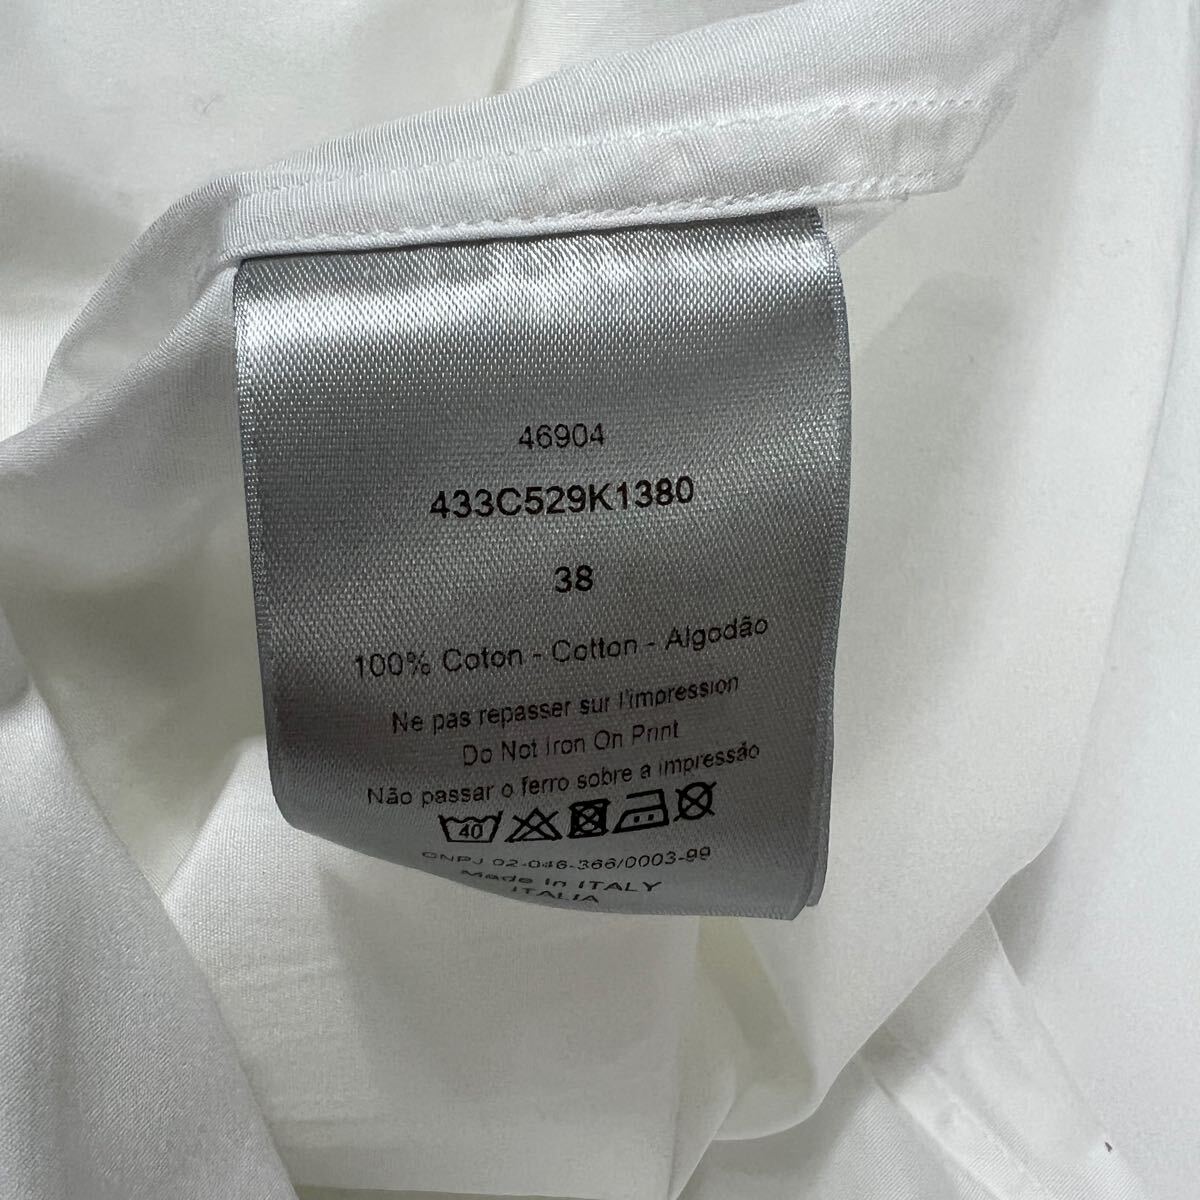 46904
433C529K1380
38
100% Coton - Cotton - Algodão
Ne pas repasser sur l'impression
Do Not Iron On Print
Não passar o ferro sobre a impressão
40
CNPJ 02-046-366/0003-99
Made In ITALY
ITALIA